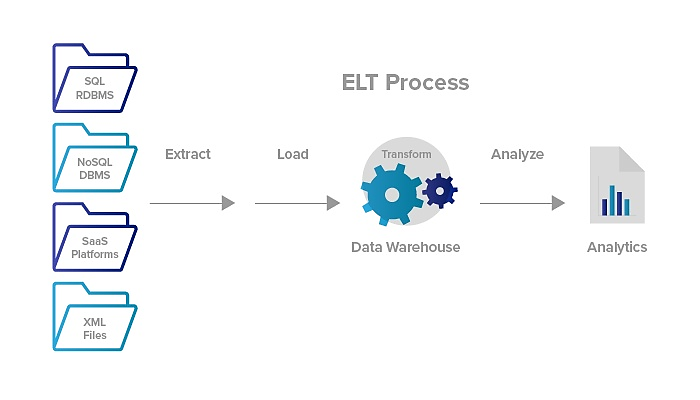 ELT Process
SQL
RDBMS
NoSQL
DBMS
SaaS
Platforms
XML
Files
Extract
Load
Transform
Data Warehouse
Analyze
Analytics